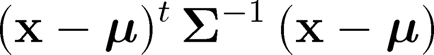 (𝐱 − 𝝁)ᵗ 𝚺⁻¹ (𝐱 − 𝝁)